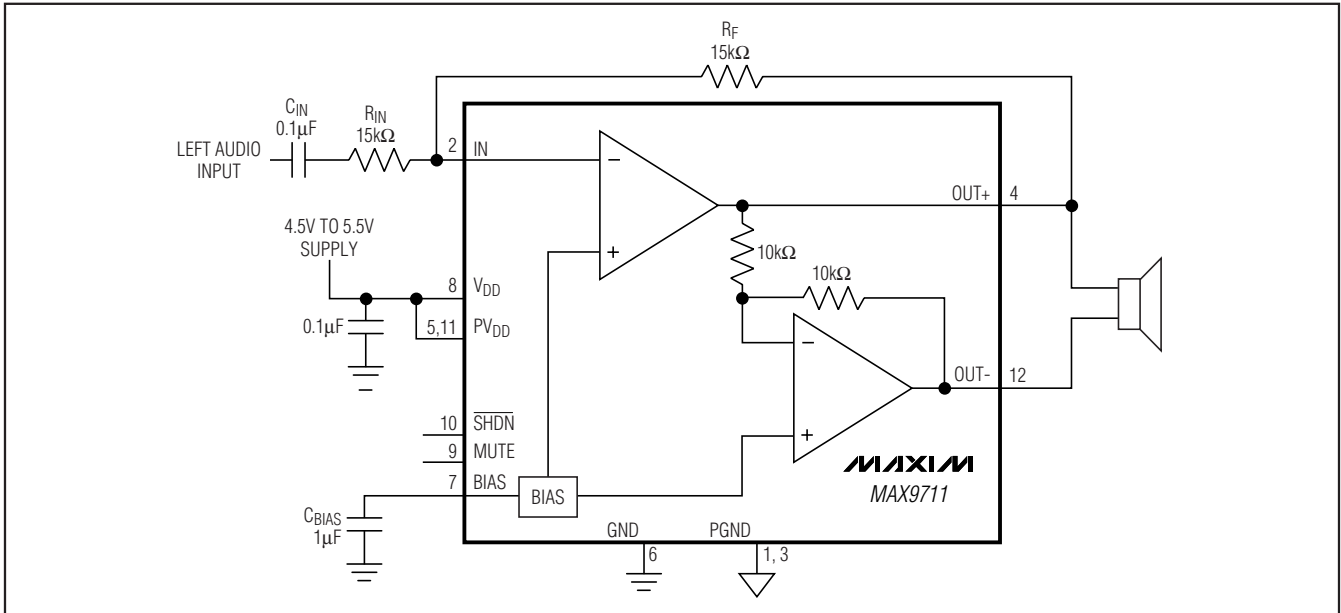 RF
15kΩ
CIN
0.1µF
RIN
15kΩ
LEFT AUDIO
INPUT
2
IN
−
OUT+
4
+
10kΩ
10kΩ
4.5V TO 5.5V
SUPPLY
8
VDD
0.1µF
5,11
PVDD
−
OUT-
12
+
10
SHDN
9
MUTE
7
BIAS
BIAS
MAXIM
MAX9711
CBIAS
1µF
GND
6
PGND
1, 3